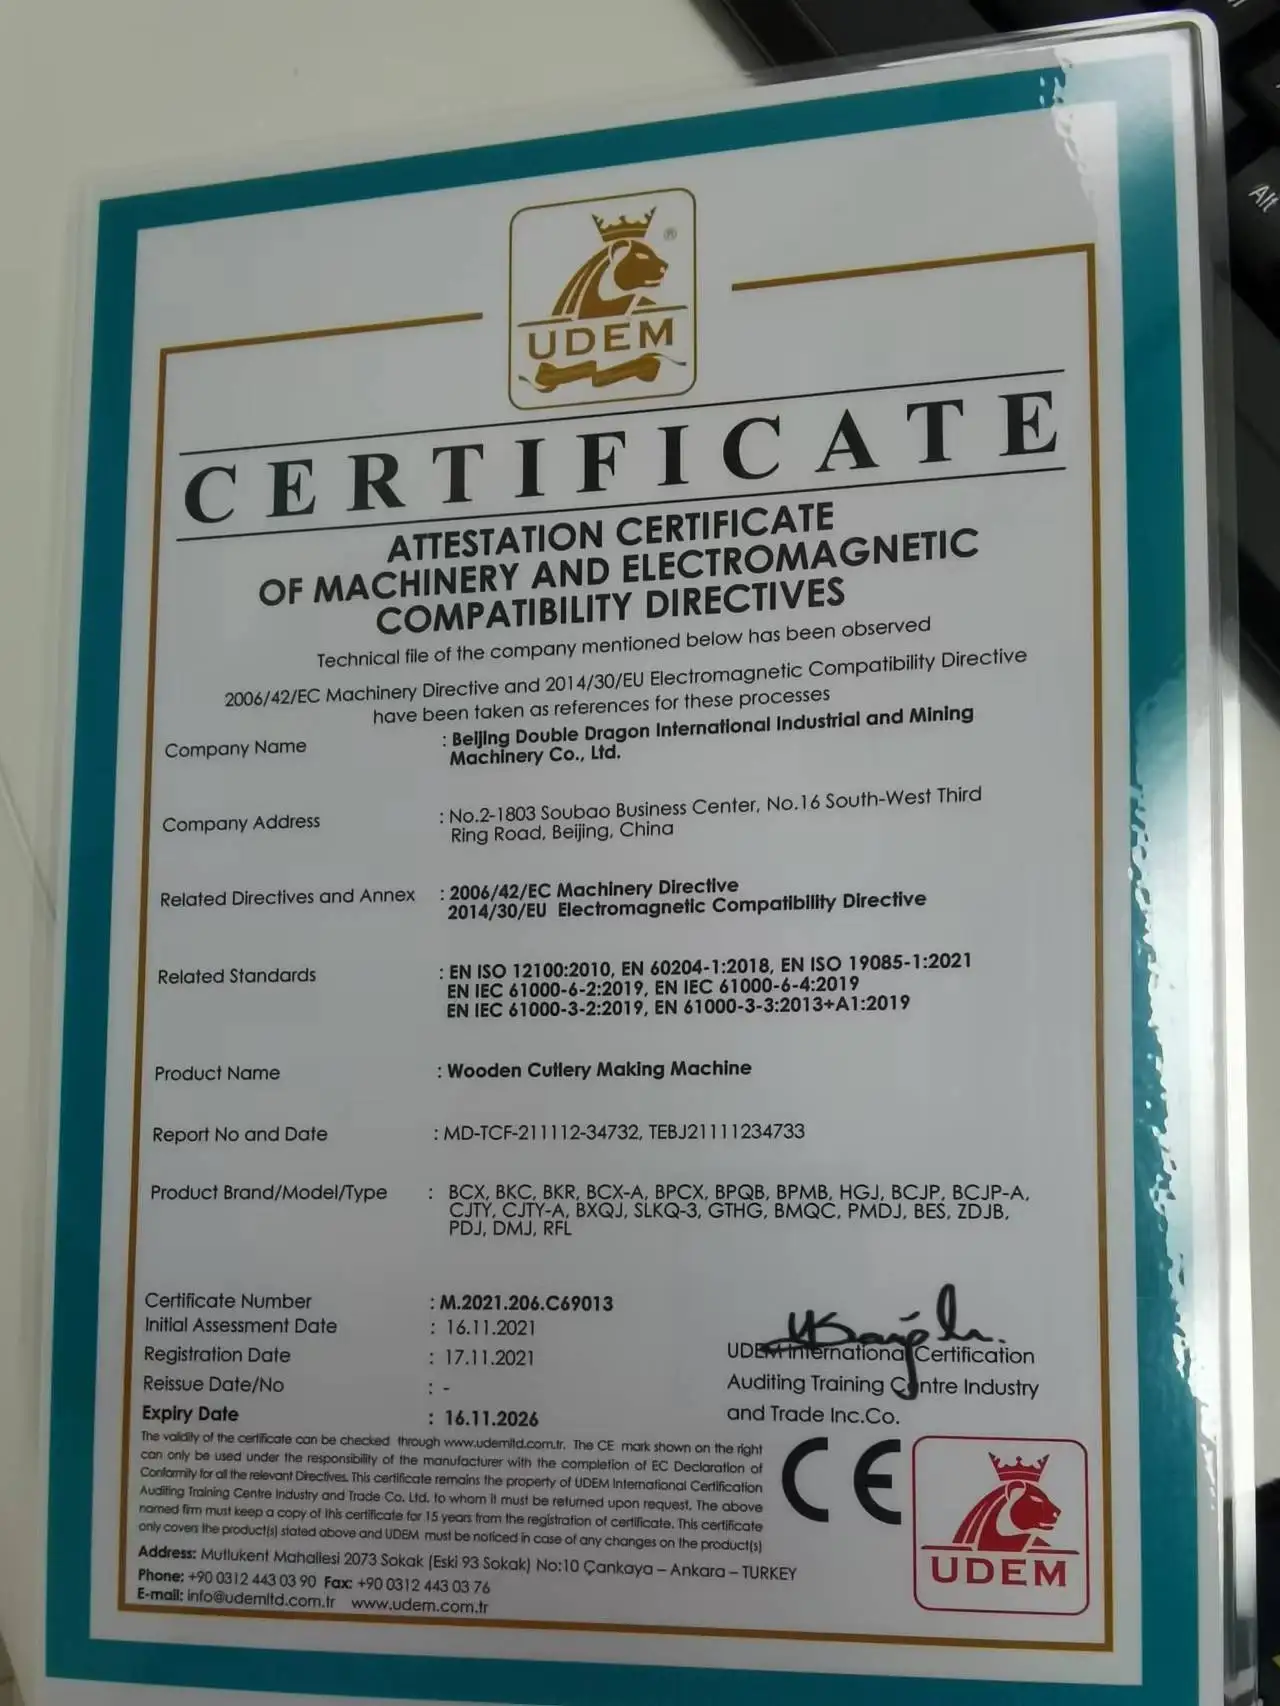 UDEM ®
CERTIFICATE
ATTESTATION CERTIFICATE
OF MACHINERY AND ELECTROMAGNETIC
COMPATIBILITY DIRECTIVES
Technical file of the company mentioned below has been observed
2006/42/EC Machinery Directive and 2014/30/EU Electromagnetic Compatibility Directive
have been taken as references for these processes
Company Name : Beijing Double Dragon International Industrial and Mining
Machinery Co., Ltd.
Company Address : No.2-1803 Soubao Business Center, No.16 South-West Third
Ring Road, Beijing, China
Related Directives and Annex : 2006/42/EC Machinery Directive
2014/30/EU Electromagnetic Compatibility Directive
Related Standards : EN ISO 12100:2010, EN 60204-1:2018, EN ISO 19085-1:2021
EN IEC 61000-6-2:2019, EN IEC 61000-6-4:2019
EN IEC 61000-3-2:2019, EN 61000-3-3:2013+A1:2019
Product Name : Wooden Cutlery Making Machine
Report No and Date : MD-TCF-211112-34732, TEBJ21111234733
Product Brand/Model/Type : BCX, BKC, BKR, BCX-A, BPCX, BPQB, BPMB, HGJ, BCJP, BCJP-A,
CJTY, CJTY-A, BXQJ, SLKQ-3, GTHG, BMQC, PMDJ, BES, ZDJB,
PDJ, DMJ, RFL
Certificate Number : M.2021.206.C69013
Initial Assessment Date : 16.11.2021
Registration Date : 17.11.2021
Reissue Date/No : -
Expiry Date : 16.11.2026
UDEM International Certification
Auditing Training Centre Industry
and Trade Inc.Co.
The validity of the certificate can be checked through www.udemltd.com.tr. The CE mark shown on the right
can only be used under the responsibility of the manufacturer with the completion of EC Declaration of
Conformity for all the relevant Directives. This certificate remains the property of UDEM International Certification
Auditing Training Centre Industry and Trade Co. Ltd. to whom it must be returned upon request. The above
named firm must keep a copy of this certificate for 15 years from the registration of certificate. This certificate
only covers the product(s) stated above and UDEM must be noticed in case of any changes on the product(s)
Address: Mutlukent Mahallesi 2073 Sokak (Eski 93 Sokak) No:10 Çankaya – Ankara – TURKEY
Phone: +90 0312 443 03 90 Fax: +90 0312 443 03 76
E-mail: info@udemltd.com.tr www.udem.com.tr
CE
UDEM
Alt